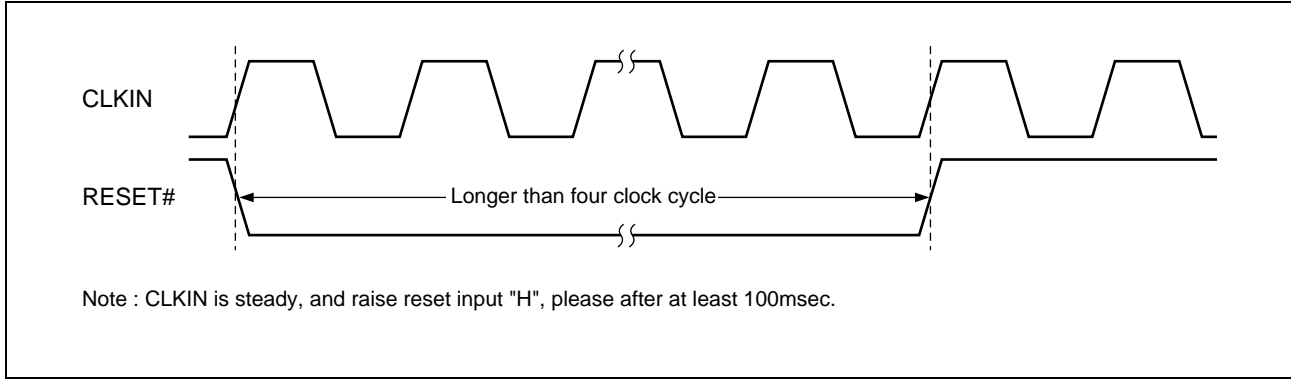 CLKIN
RESET#
Longer than four clock cycle
Note : CLKIN is steady, and raise reset input "H", please after at least 100msec.